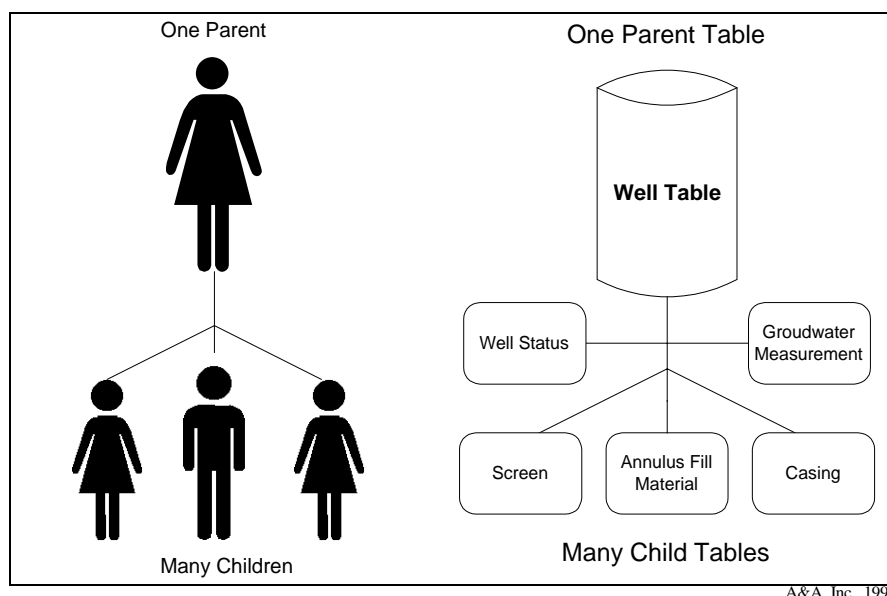 One Parent
One Parent Table
Well Table
Well Status
Groudwater
Measurement
Screen
Annulus Fill
Material
Casing
Many Children
Many Child Tables
A&A, Inc., 199